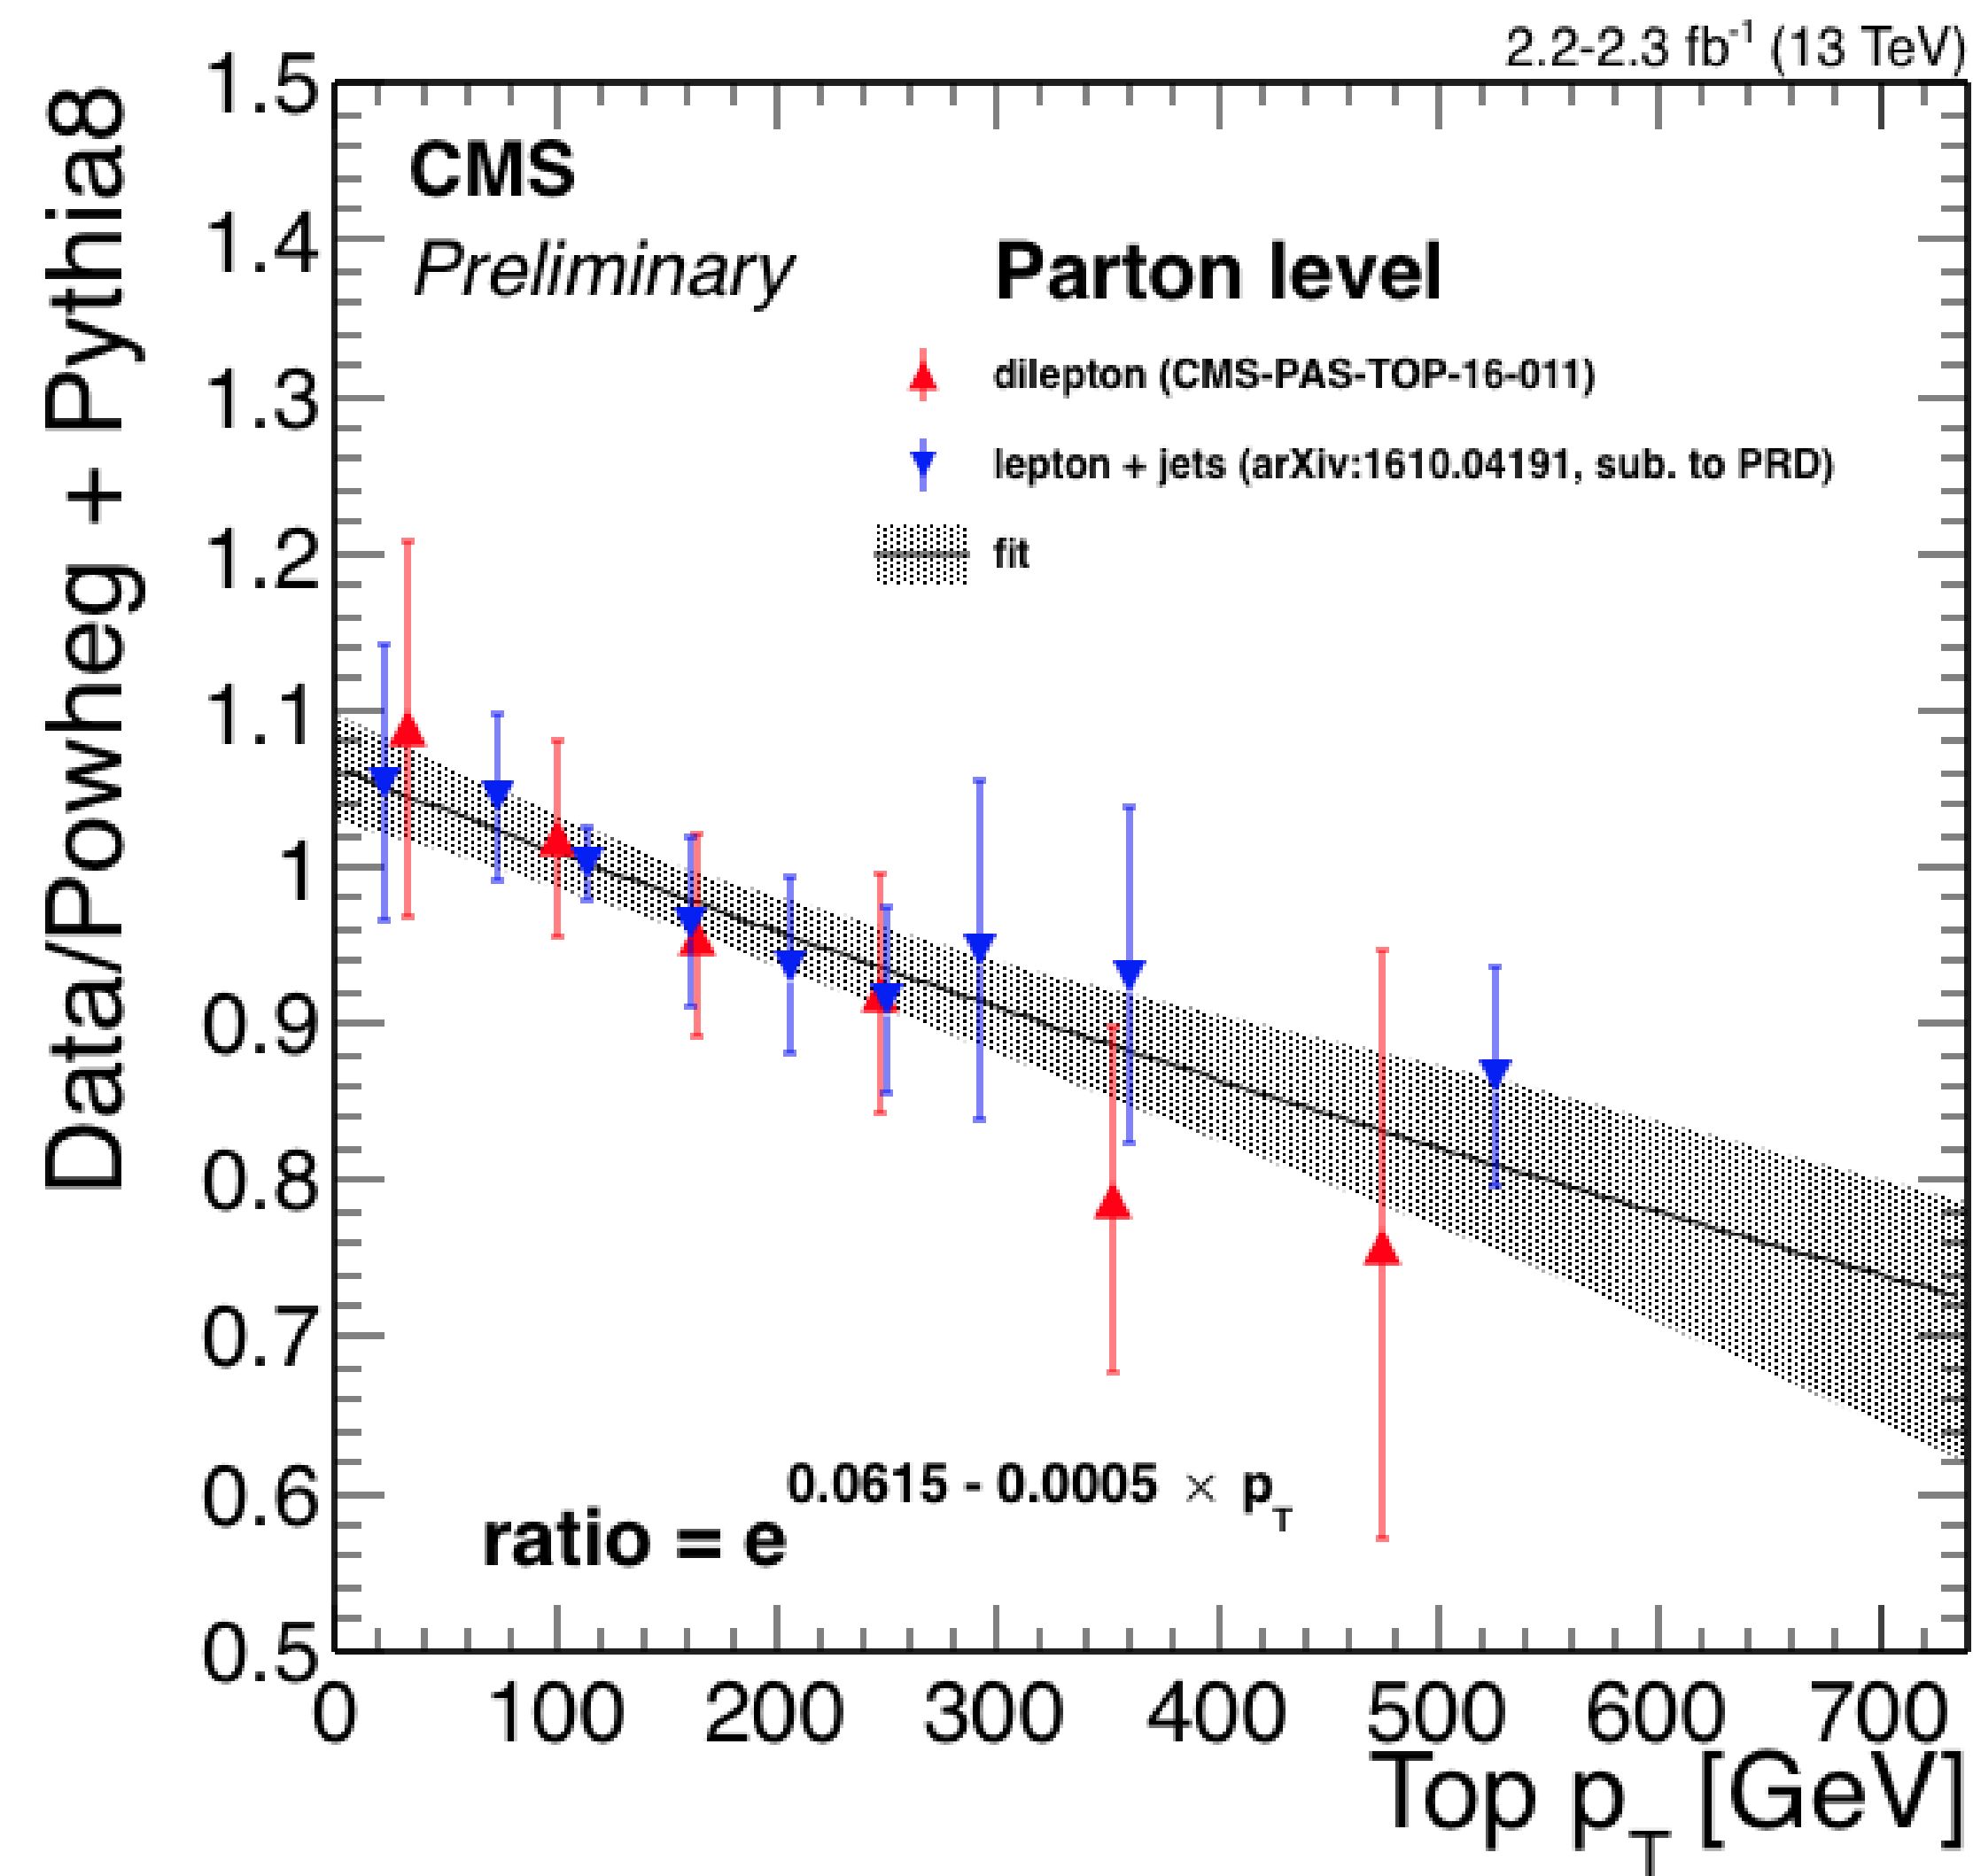 2.2-2.3 fb-1 (13 TeV)
Data/Powheg + Pythia8
1.5
1.4
1.3
1.2
1.1
1
0.9
0.8
0.7
0.6
0.5
CMS
Preliminary
Parton level
dilepton (CMS-PAS-TOP-16-011)
lepton + jets (arXiv:1610.04191, sub. to PRD)
fit
ratio = e0.0615 - 0.0005 × pT
0 100 200 300 400 500 600 700
Top pT [GeV]